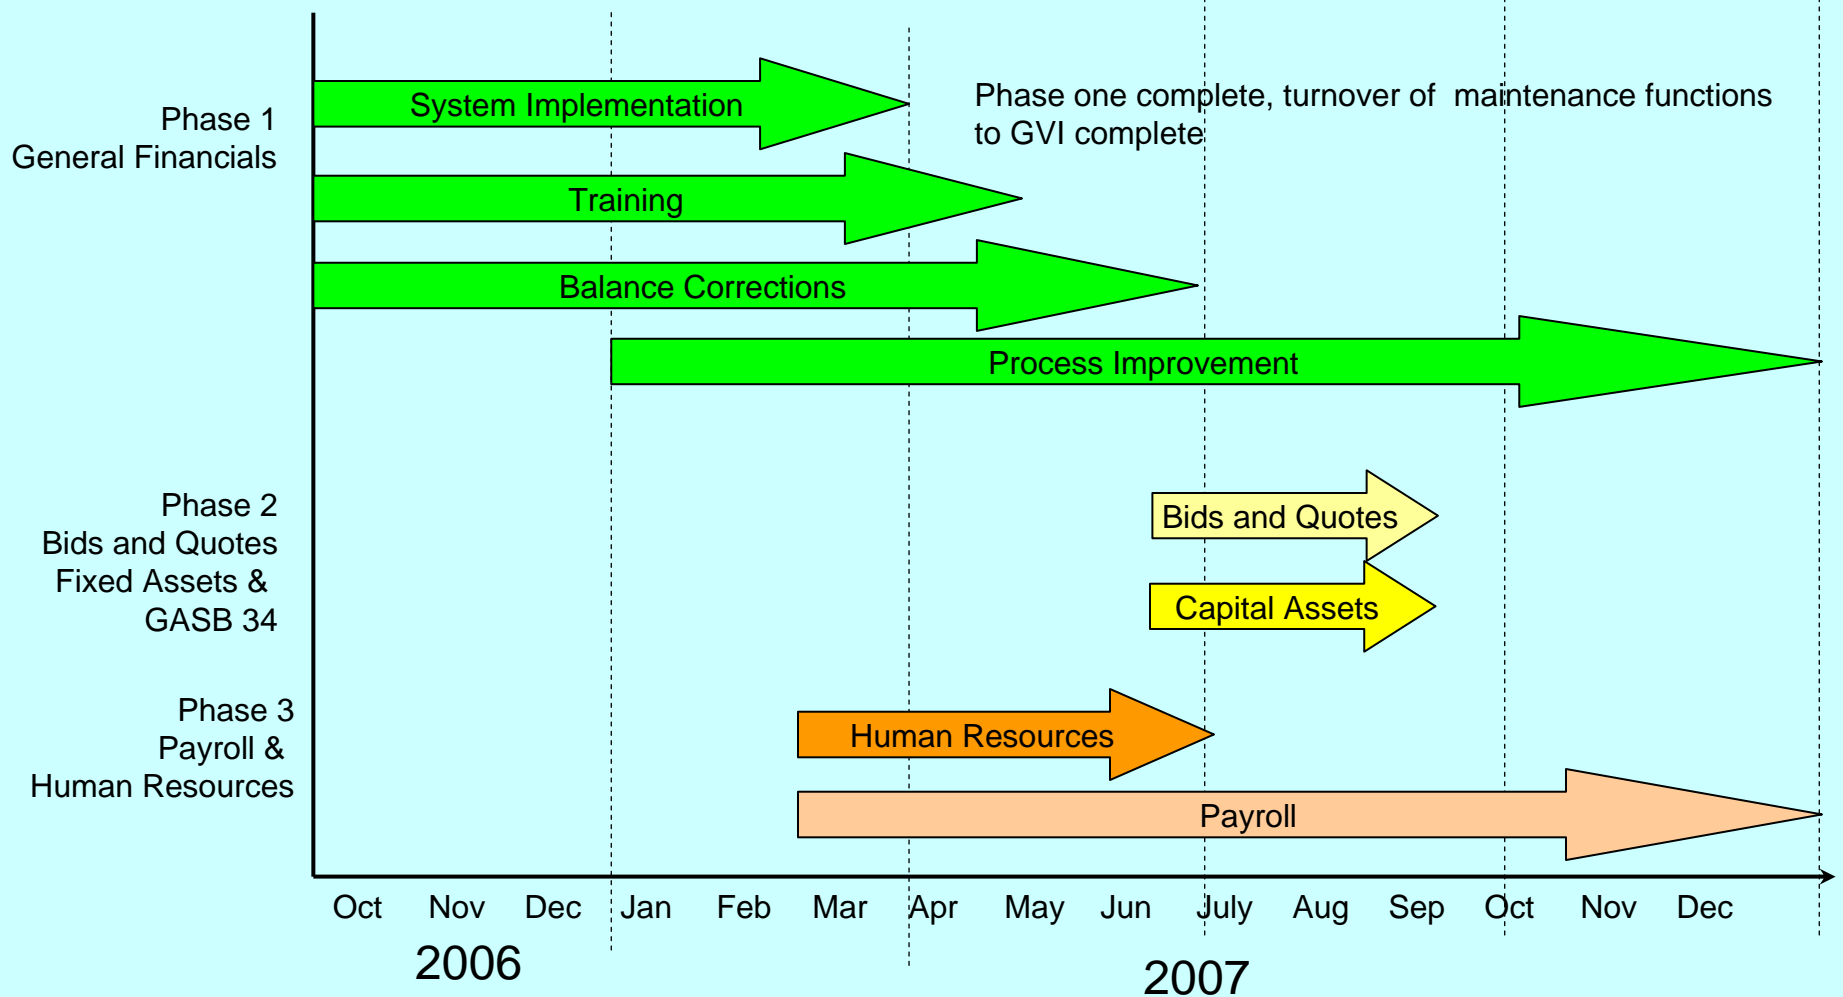 Phase 1
General Financials
System Implementation
Phase one complete, turnover of  maintenance functions
to GVI complete
Training
Balance Corrections
Process Improvement
Phase 2
Bids and Quotes
Fixed Assets &
GASB 34
Bids and Quotes
Capital Assets
Phase 3
Payroll &
Human Resources
Human Resources
Payroll
Oct Nov Dec Jan Feb Mar Apr May Jun July Aug Sep Oct Nov Dec
2006 2007